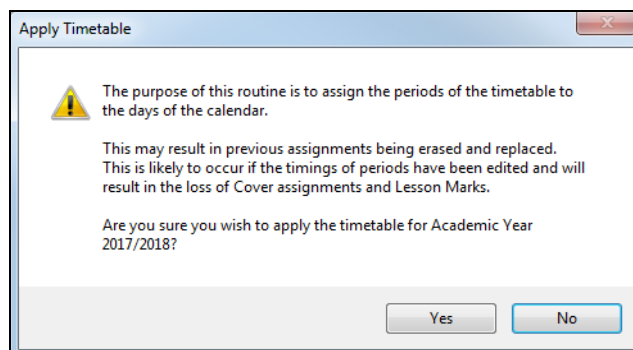 Apply Timetable
The purpose of this routine is to assign the periods of the timetable to
the days of the calendar.
This may result in previous assignments being erased and replaced.
This is likely to occur if the timings of periods have been edited and will
result in the loss of Cover assignments and Lesson Marks.
Are you sure you wish to apply the timetable for Academic Year
2017/2018?
Yes No